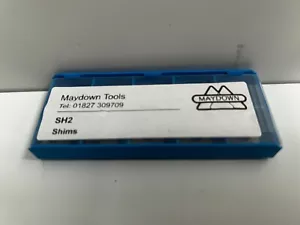 Maydown Tools
Tel: 01827 309709
MAYDOWN
SH2
Shims